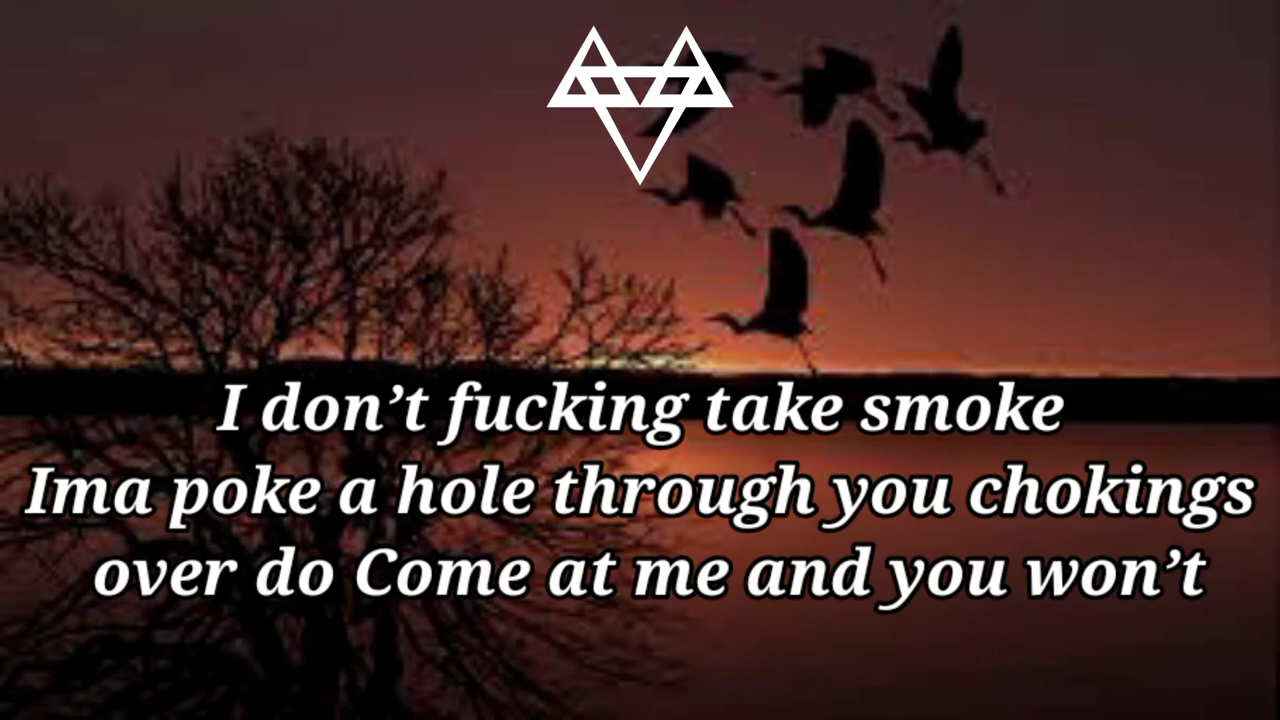 I don’t fucking take smoke
Ima poke a hole through you chokings
over do Come at me and you won’t